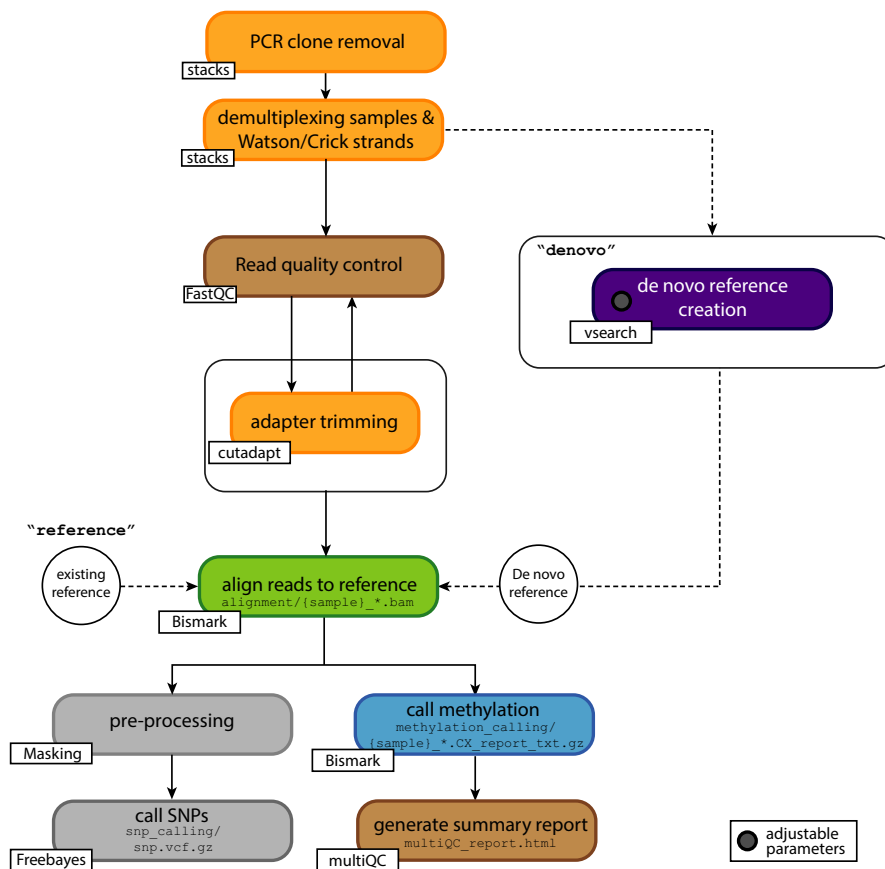 PCR clone removal
stacks
demultiplexing samples &
Watson/Crick strands
stacks
Read quality control
FastQC
“denovo”
de novo reference
creation
vsearch
adapter trimming
cutadapt
“reference”
existing
reference
align reads to reference
alignment/{sample}_*.bam
Bismark
De novo
reference
pre-processing
Masking
call methylation
methylation_calling/
{sample}_*.CX_report_txt.gz
Bismark
call SNPs
snp_calling/
snp.vcf.gz
Freebayes
generate summary report
multiQC_report.html
multiQC
adjustable
parameters